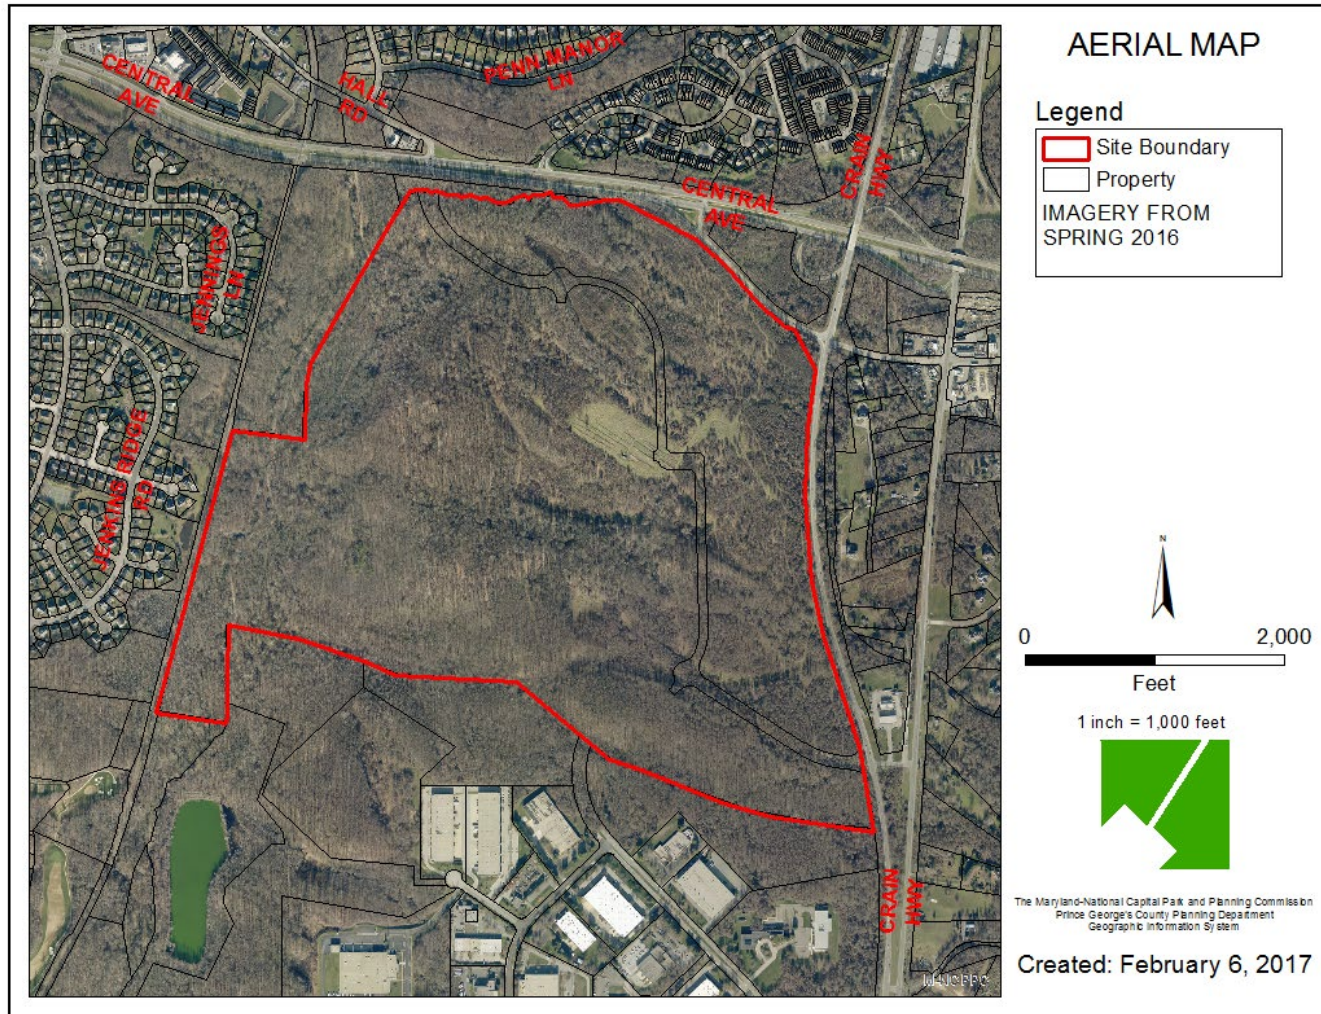 AERIAL MAP
Legend
Site Boundary
Property
IMAGERY FROM
SPRING 2016
CENTRAL
AVE
HALL
RD
PENN MANOR
LN
CRAIN
HWY
CENTRAL
AVE
JENNINGS
LN
JENKINS RIDGE
RD
CRAIN
HWY
N
0 2,000
Feet
1 inch = 1,000 feet
The Maryland-National Capital Park and Planning Commission
Prince George's County Planning Department
Geographic Information System
Created: February 6, 2017
M-NCPPC